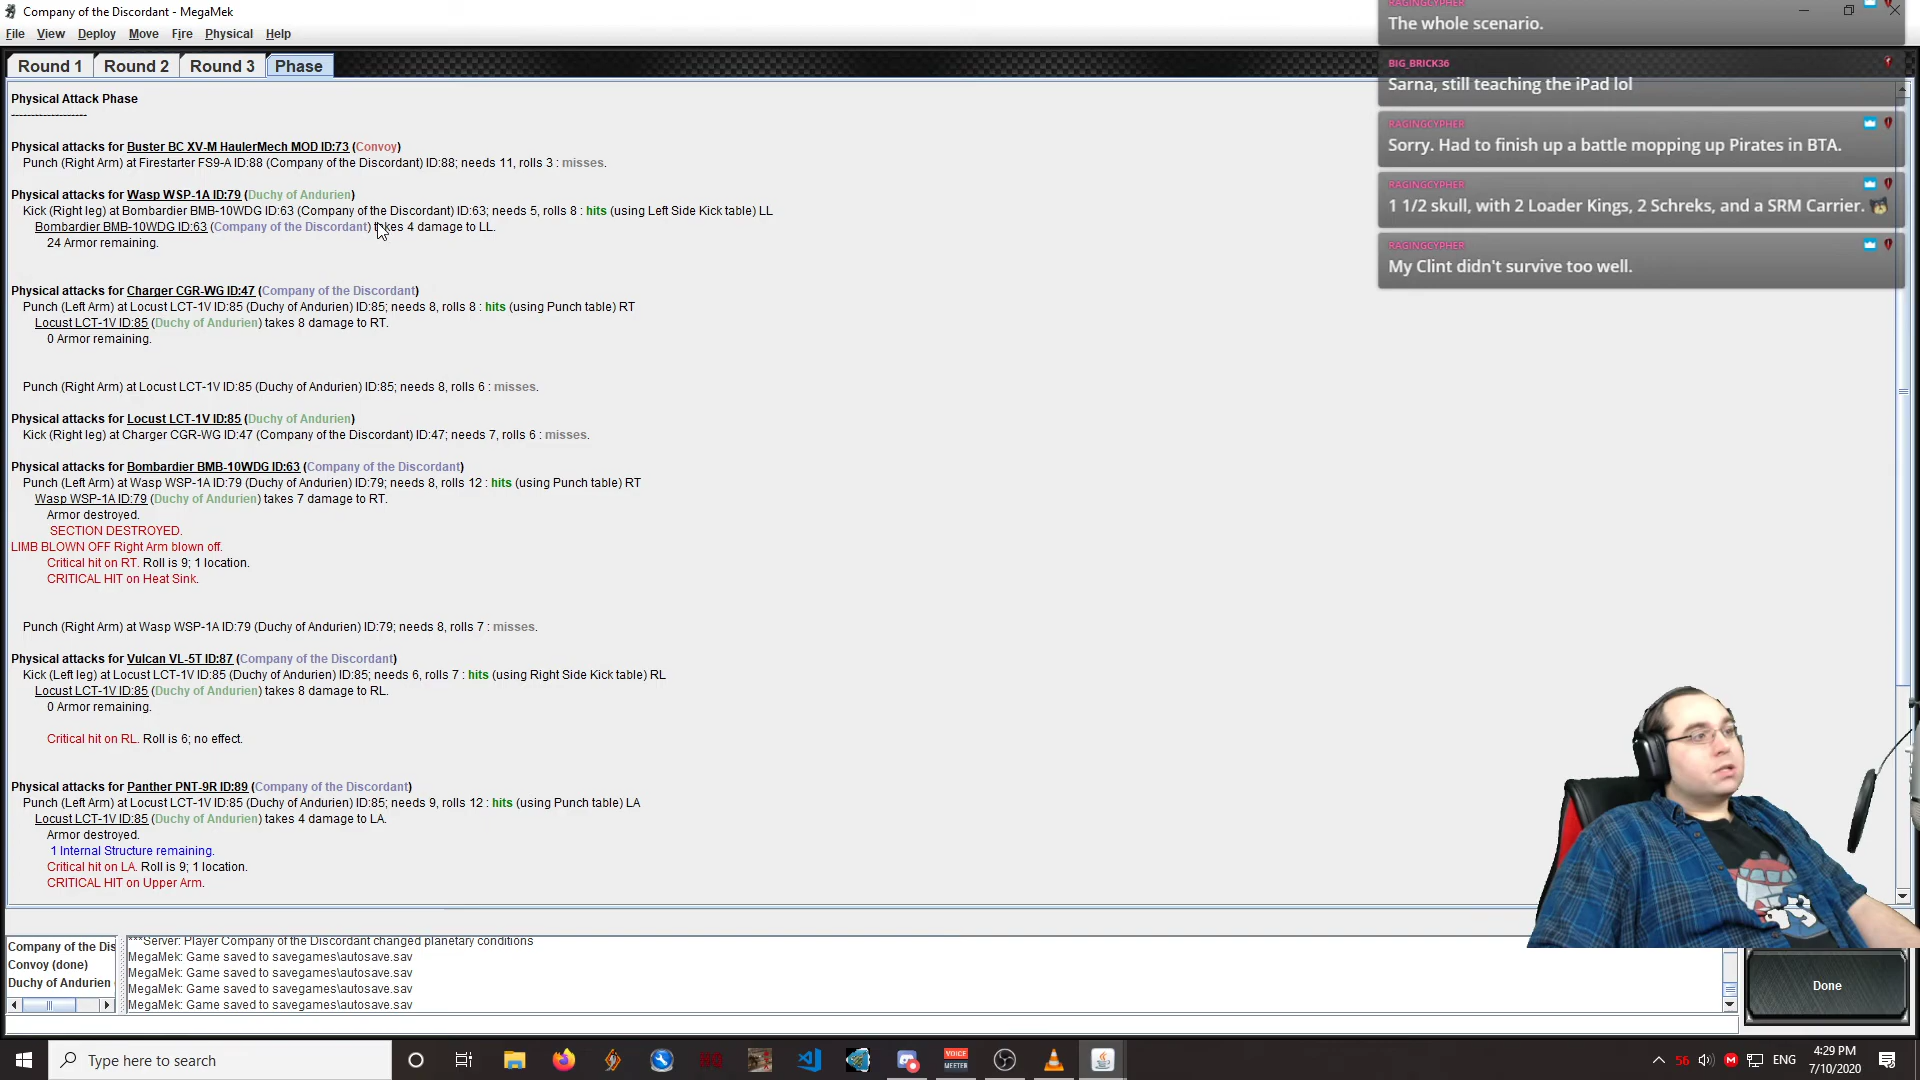 Company of the Discordant - MegaMek
File View Deploy Move Fire Physical Help
Round 1 Round 2 Round 3 Phase
Physical Attack Phase
--------------------
Physical attacks for Buster BC XV-M HaulerMech MOD ID:73 (Convoy)
Punch (Right Arm) at Firestarter FS9-A ID:88 (Company of the Discordant) ID:88; needs 11, rolls 3 : misses.
Physical attacks for Wasp WSP-1A ID:79 (Duchy of Andurien)
Kick (Right leg) at Bombardier BMB-10WDG ID:63 (Company of the Discordant) ID:63; needs 5, rolls 8 : hits (using Left Side Kick table) LL
Bombardier BMB-10WDG ID:63 (Company of the Discordant) takes 4 damage to LL.
24 Armor remaining.
Physical attacks for Charger CGR-WG ID:47 (Company of the Discordant)
Punch (Left Arm) at Locust LCT-1V ID:85 (Duchy of Andurien) ID:85; needs 8, rolls 8 : hits (using Punch table) RT
Locust LCT-1V ID:85 (Duchy of Andurien) takes 8 damage to RT.
0 Armor remaining.
Punch (Right Arm) at Locust LCT-1V ID:85 (Duchy of Andurien) ID:85; needs 8, rolls 6 : misses.
Physical attacks for Locust LCT-1V ID:85 (Duchy of Andurien)
Kick (Right leg) at Charger CGR-WG ID:47 (Company of the Discordant) ID:47; needs 7, rolls 6 : misses.
Physical attacks for Bombardier BMB-10WDG ID:63 (Company of the Discordant)
Punch (Left Arm) at Wasp WSP-1A ID:79 (Duchy of Andurien) ID:79; needs 8, rolls 12 : hits (using Punch table) RT
Wasp WSP-1A ID:79 (Duchy of Andurien) takes 7 damage to RT.
Armor destroyed.
SECTION DESTROYED.
LIMB BLOWN OFF Right Arm blown off.
Critical hit on RT. Roll is 9; 1 location.
CRITICAL HIT on Heat Sink.
Punch (Right Arm) at Wasp WSP-1A ID:79 (Duchy of Andurien) ID:79; needs 8, rolls 7 : misses.
Physical attacks for Vulcan VL-5T ID:87 (Company of the Discordant)
Kick (Left leg) at Locust LCT-1V ID:85 (Duchy of Andurien) ID:85; needs 6, rolls 7 : hits (using Right Side Kick table) RL
Locust LCT-1V ID:85 (Duchy of Andurien) takes 8 damage to RL.
0 Armor remaining.
Critical hit on RL. Roll is 6; no effect.
Physical attacks for Panther PNT-9R ID:89 (Company of the Discordant)
Punch (Left Arm) at Locust LCT-1V ID:85 (Duchy of Andurien) ID:85; needs 9, rolls 12 : hits (using Punch table) LA
Locust LCT-1V ID:85 (Duchy of Andurien) takes 4 damage to LA.
Armor destroyed.
1 Internal Structure remaining.
Critical hit on LA. Roll is 9; 1 location.
CRITICAL HIT on Upper Arm.
RAGINGCYPHER
The whole scenario.
BIG_BRICK36
Sarna, still teaching the iPad lol
RAGINGCYPHER
Sorry. Had to finish up a battle mopping up Pirates in BTA.
RAGINGCYPHER
1 1/2 skull, with 2 Loader Kings, 2 Schreks, and a SRM Carrier.
RAGINGCYPHER
My Clint didn't survive too well.
Company of the Dis
Convoy (done)
Duchy of Andurien
***Server: Player Company of the Discordant changed planetary conditions
MegaMek: Game saved to savegames\autosave.sav
MegaMek: Game saved to savegames\autosave.sav
MegaMek: Game saved to savegames\autosave.sav
MegaMek: Game saved to savegames\autosave.sav
Done
Type here to search
VOICE
MEETER
56
ENG
4:29 PM
7/10/2020